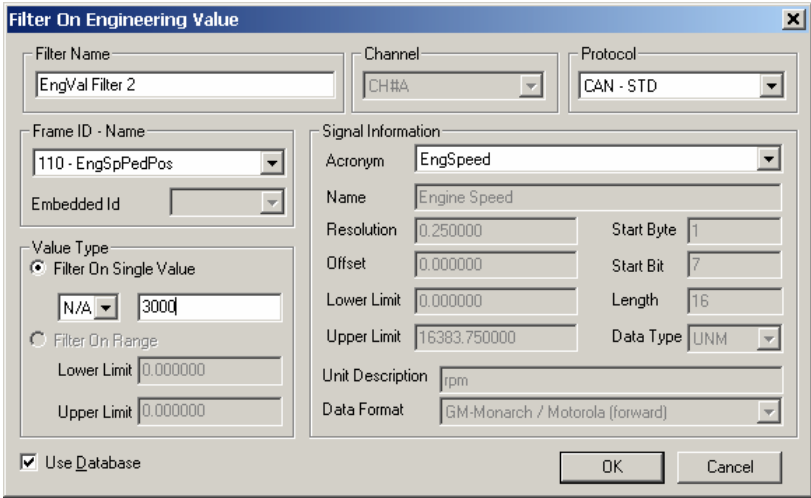 Filter On Engineering Value
Filter Name
EngVal Filter 2
Channel
CH#A
Protocol
CAN - STD
Frame ID - Name
110 - EngSpPedPos
Embedded Id
Value Type
Filter On Single Value
N/A 3000
Filter On Range
Lower Limit 0.000000
Upper Limit 0.000000
Signal Information
Acronym EngSpeed
Name Engine Speed
Resolution 0.250000 Start Byte 1
Offset 0.000000 Start Bit 7
Lower Limit 0.000000 Length 16
Upper Limit 16383.750000 Data Type UNM
Unit Description rpm
Data Format GM-Monarch / Motorola (forward)
Use Database
OK Cancel